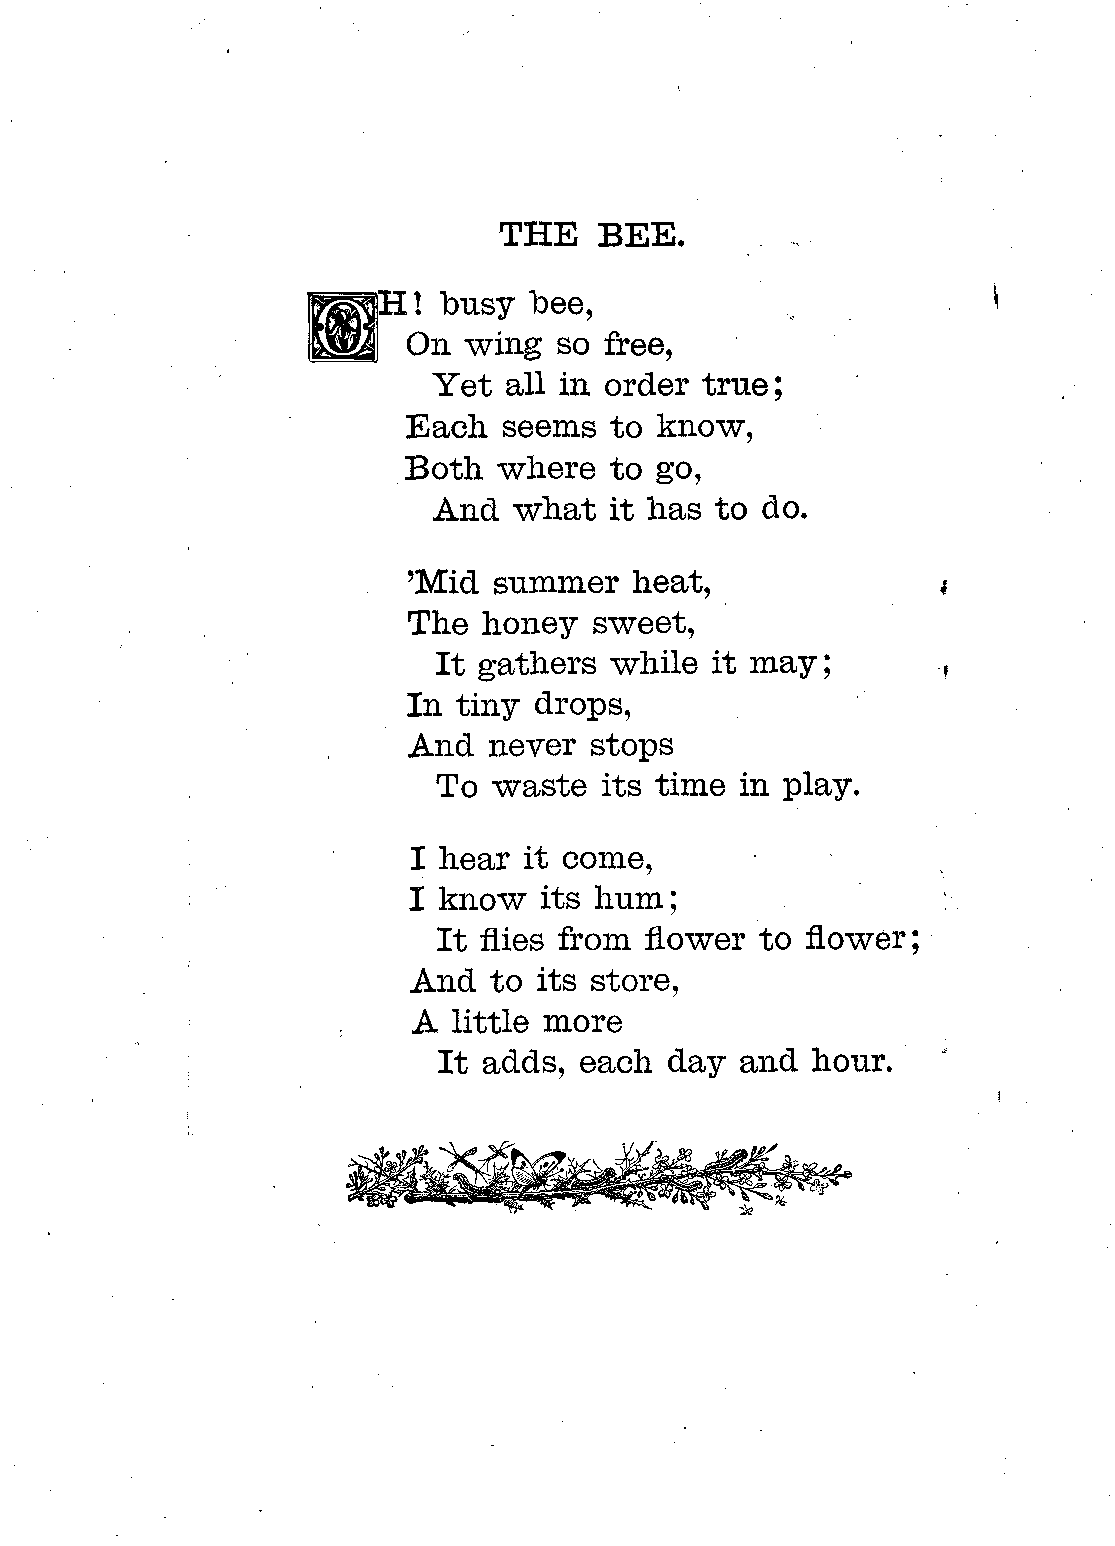 THE BEE.
OH! busy bee,
On wing so free,
Yet all in order true;
Each seems to know,
Both where to go,
And what it has to do.
’Mid summer heat,
The honey sweet,
It gathers while it may;
In tiny drops,
And never stops
To waste its time in play.
I hear it come,
I know its hum;
It flies from flower to flower;
And to its store,
A little more
It adds, each day and hour.